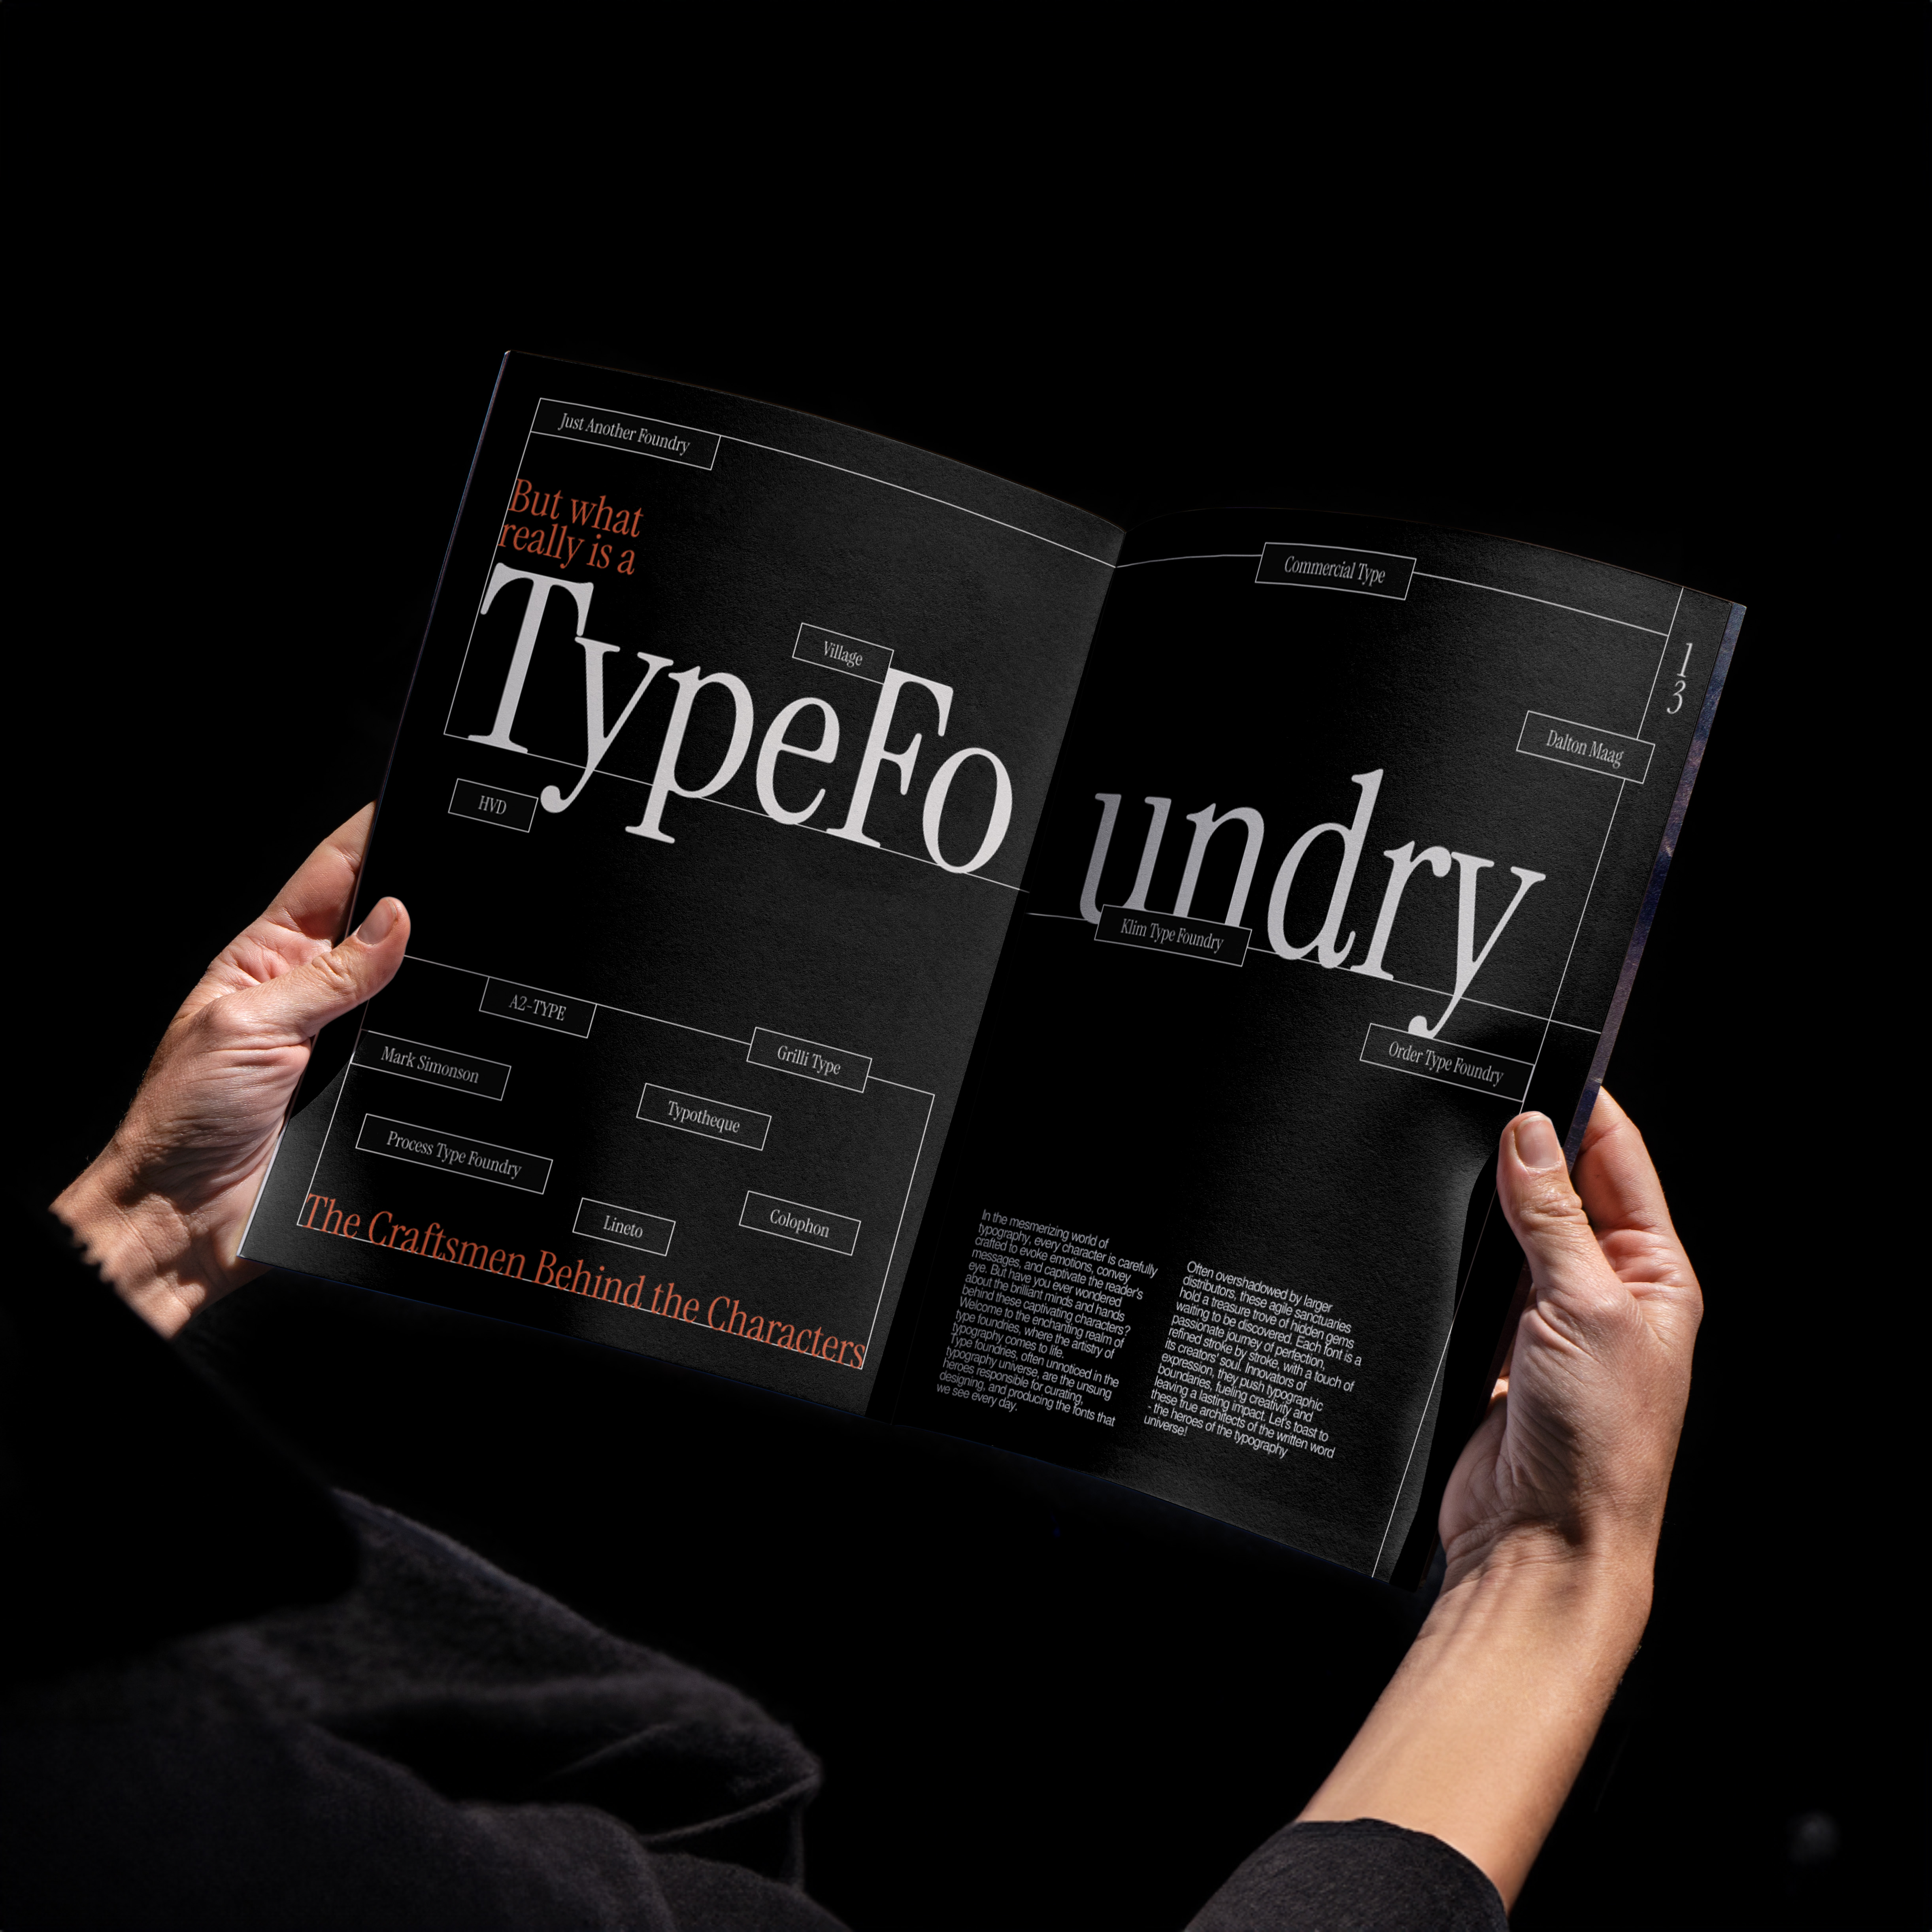 Just Another Foundry
But what
really is a
TypeFo
Village
HVD
A2-TYPE
Mark Simonson
Grilli Type
Typotheque
Process Type Foundry
Lineto
Colophon
The Craftsmen Behind the Characters
Commercial Type
1
3
Dalton Maag
undry
Klim Type Foundry
Order Type Foundry
In the mesmerizing world of
typography, every character is carefully
crafted to evoke emotions, convey
messages, and captivate the reader's
eye. But have you ever wondered
about the brilliant minds and hands
behind these captivating characters?
Welcome to the enchanting realm of
type foundries, where the artistry of
typography comes to life.
Type foundries, often unnoticed in the
typography universe, are the unsung
heroes responsible for curating,
designing, and producing the fonts that
we see every day.
Often overshadowed by larger
distributors, these agile sanctuaries
hold a treasure trove of hidden gems
waiting to be discovered. Each font is a
passionate journey of perfection,
refined stroke by stroke, with a touch of
its creators' soul. Innovators of
expression, they push typographic
boundaries, fueling creativity and
leaving a lasting impact. Let's toast to
these true architects of the written word
- the heroes of the typography
universe!